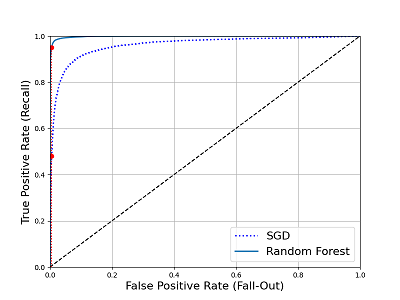 True Positive Rate (Recall)
1.0
0.8
0.6
0.4
0.2
0.0
SGD
Random Forest
0.0 0.2 0.4 0.6 0.8 1.0
False Positive Rate (Fall-Out)